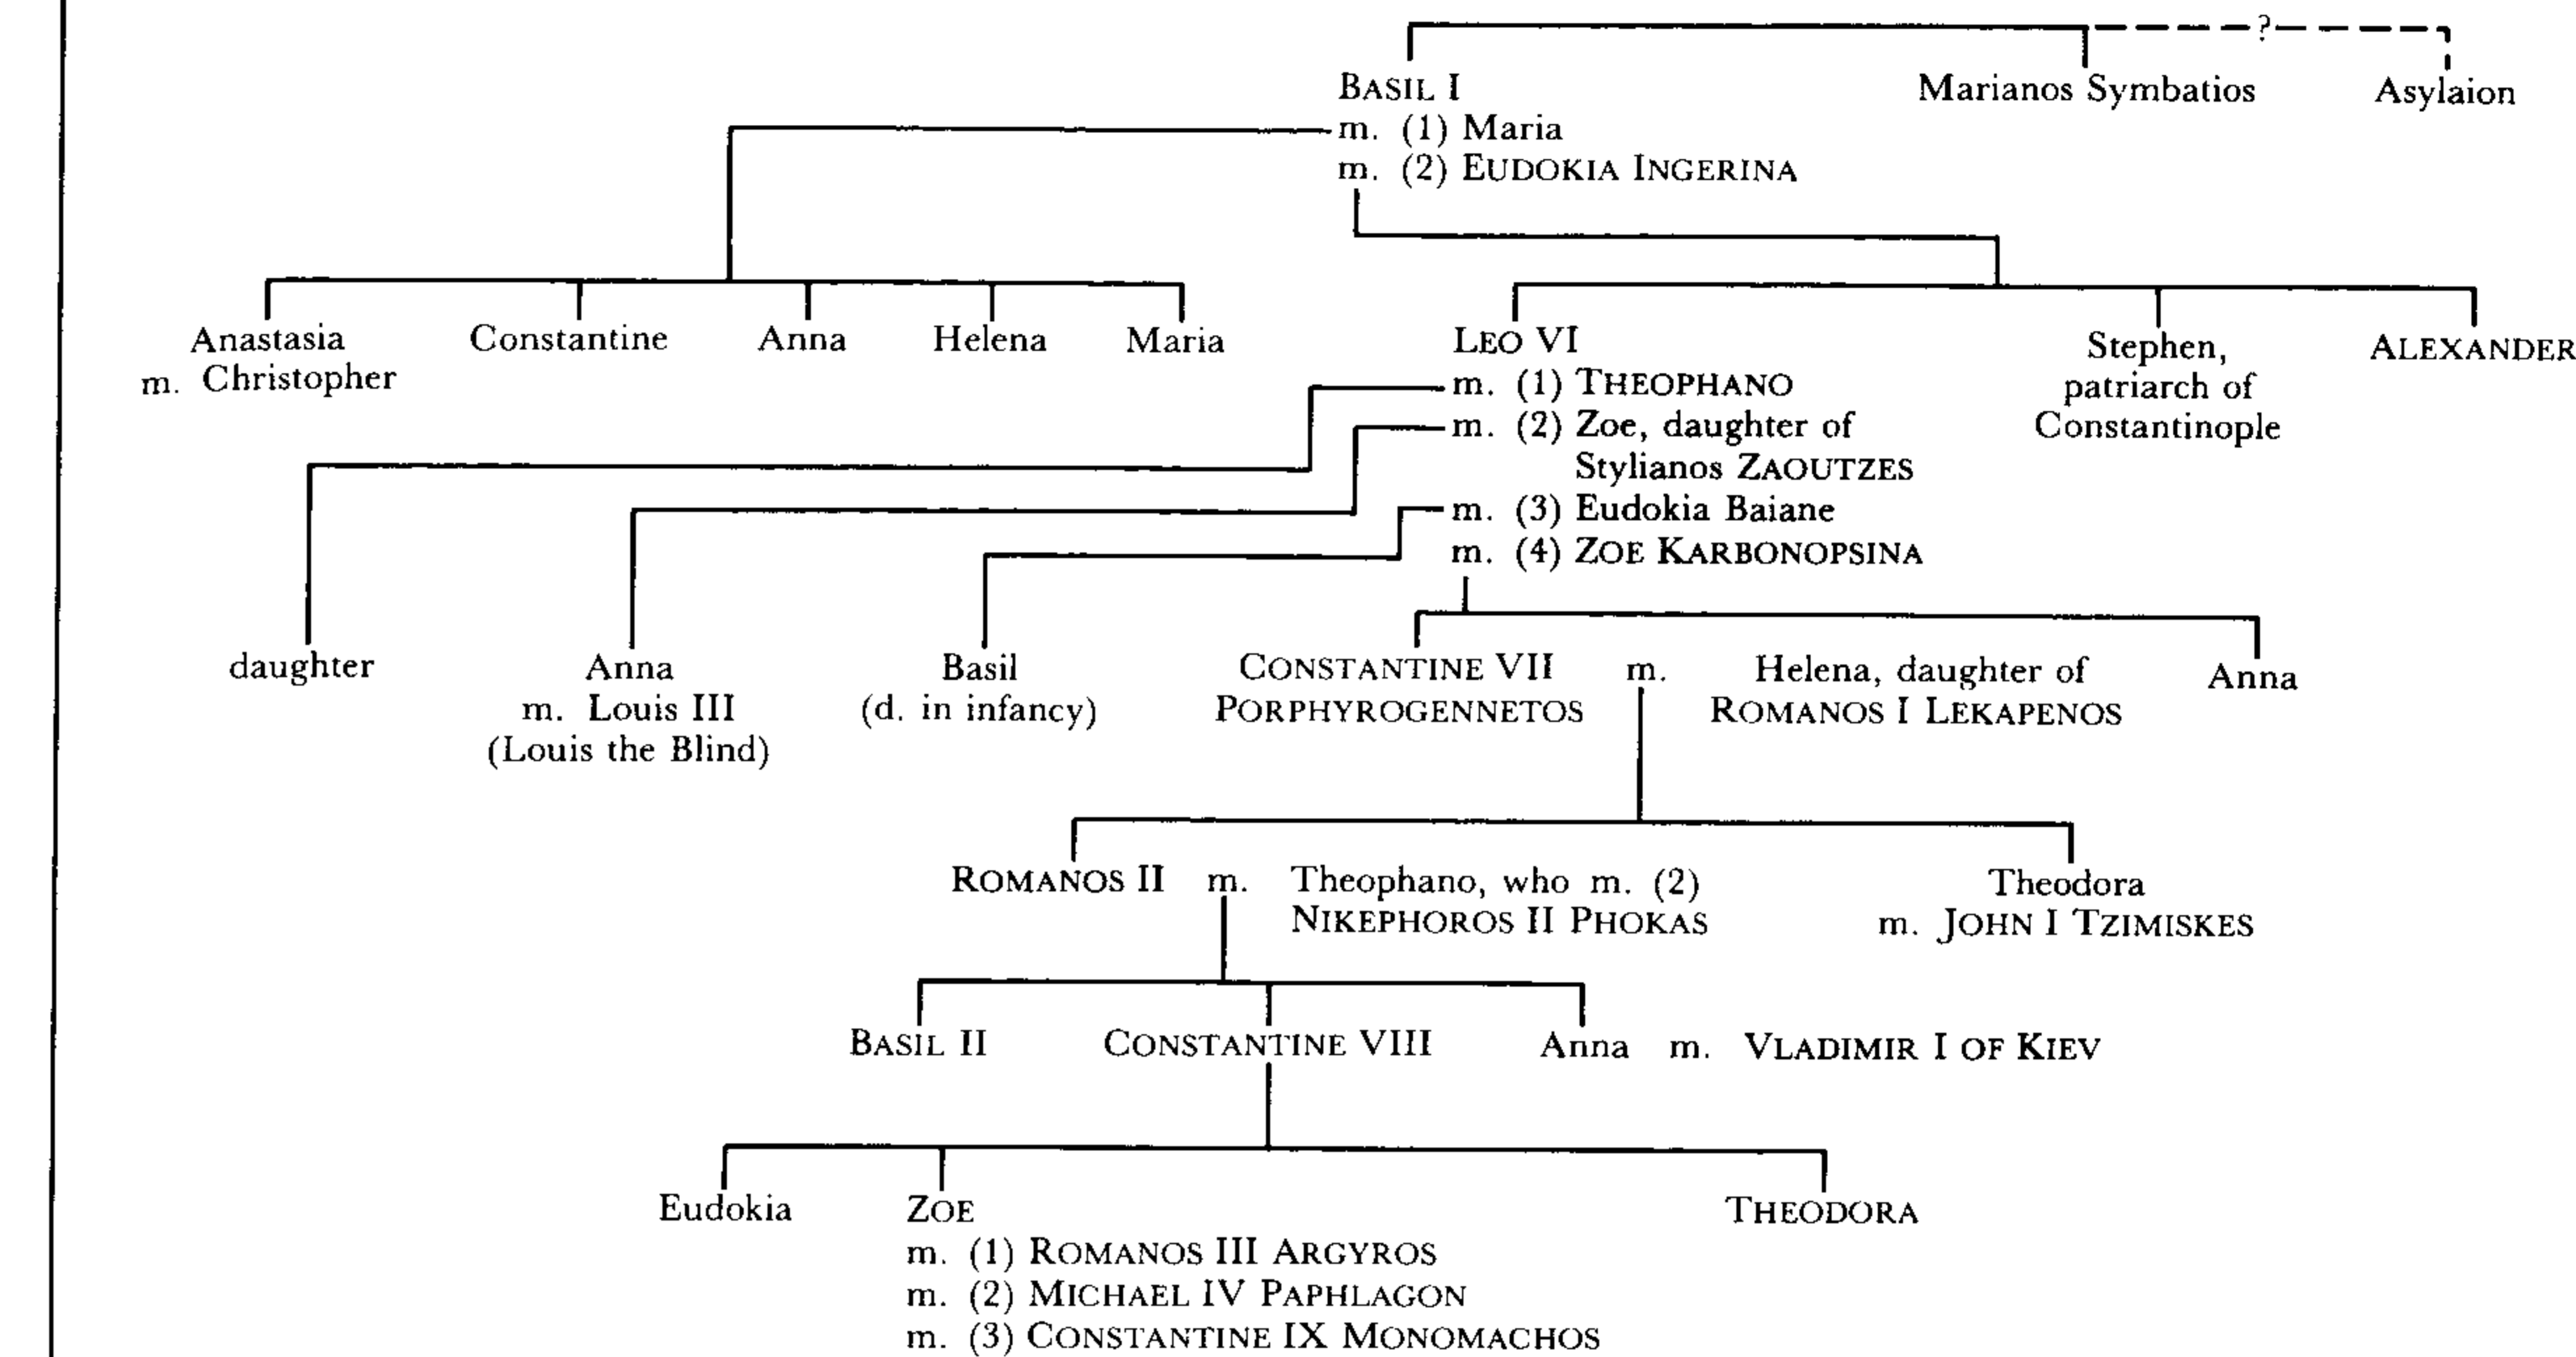 ?
BASIL I
Marianos Symbatios
Asylaion
m. (1) Maria
m. (2) EUDOKIA INGERINA
Anastasia
m. Christopher
Constantine
Anna
Helena
Maria
LEO VI
m. (1) THEOPHANO
m. (2) Zoe, daughter of
Stylianos ZAOUTZES
m. (3) Eudokia Baiane
m. (4) ZOE KARBONOPSINA
Stephen,
patriarch of
Constantinople
ALEXANDER
daughter
Anna
m. Louis III
(Louis the Blind)
Basil
(d. in infancy)
CONSTANTINE VII
PORPHYROGENNETOS
m.
Helena, daughter of
ROMANOS I LEKAPENOS
Anna
ROMANOS II
m.
Theophano, who m. (2)
NIKEPHOROS II PHOKAS
Theodora
m. JOHN I TZIMISKES
BASIL II
CONSTANTINE VIII
Anna m. VLADIMIR I OF KIEV
Eudokia
ZOE
m. (1) ROMANOS III ARGYROS
m. (2) MICHAEL IV PAPHLAGON
m. (3) CONSTANTINE IX MONOMACHOS
THEODORA